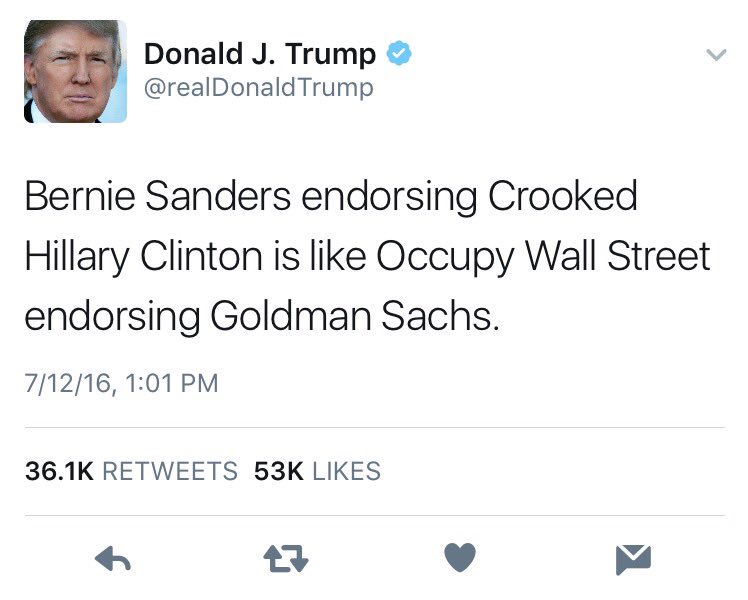 Donald J. Trump
@realDonaldTrump
Bernie Sanders endorsing Crooked
Hillary Clinton is like Occupy Wall Street
endorsing Goldman Sachs.
7/12/16, 1:01 PM
36.1K RETWEETS 53K LIKES